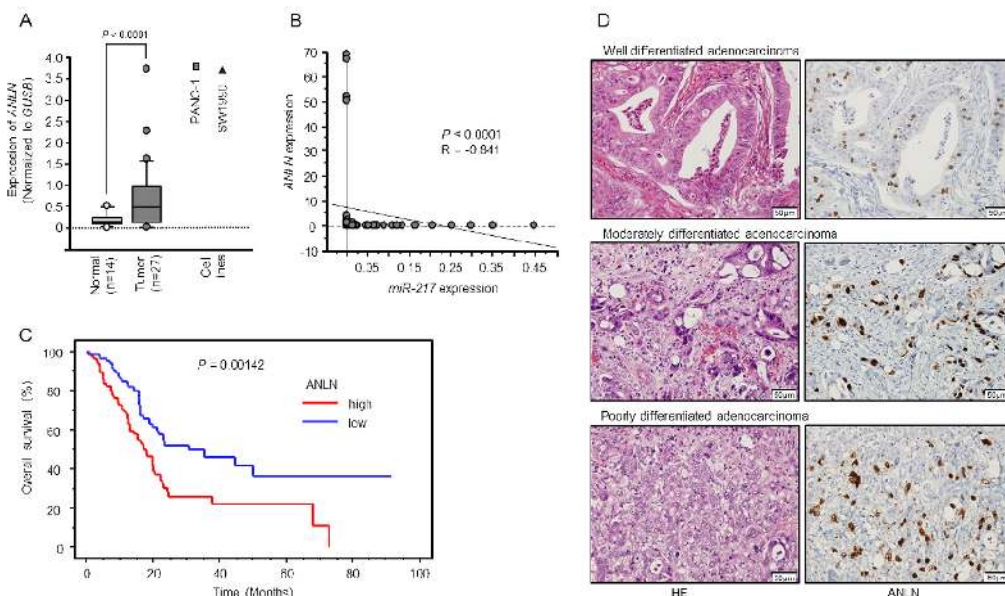 A
P < 0.0001
Expression of ANLN
(Normalized to GUSB)
4.0
3.5
3.0
2.5
2.0
1.5
1.0
0.5
0
Normal
(n=14)
Tumor
(n=27)
Cell
lines
PANC-1
SW1990
B
ANLN expression
70
60
50
40
30
20
10
0
-10
P < 0.0001
R = -0.841
0.05
0.15
0.25
0.35
0.45
miR-217 expression
C
P = 0.00142
ANLN
high
low
Overall survival (%)
100
80
60
40
20
0
0
20
40
60
80
100
Time (Months)
D
Well differentiated adenocarcinoma
50μm
50μm
Moderately differentiated adenocarcinoma
50μm
50μm
Poorly differentiated adenocarcinoma
50μm
50μm
HE
ANLN